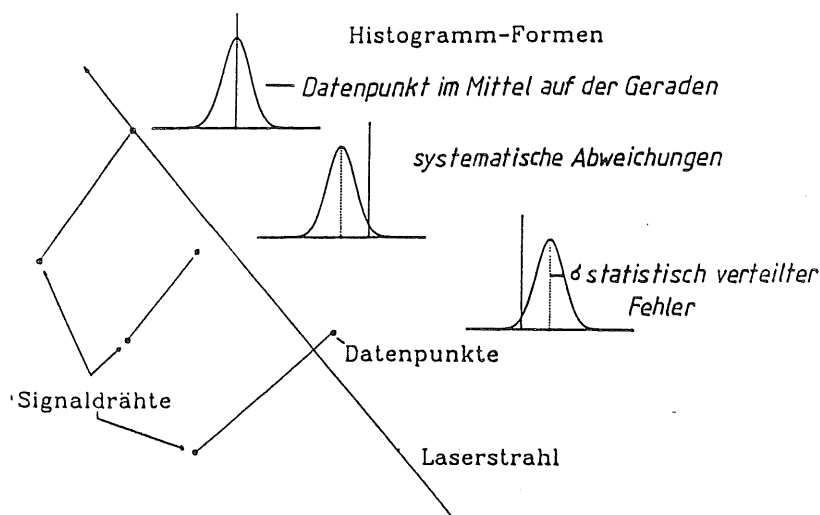 Histogramm-Formen
Datenpunkt im Mittel auf der Geraden
systematische Abweichungen
σ statistisch verteilter
Fehler
Datenpunkte
Signaldrähte
Laserstrahl